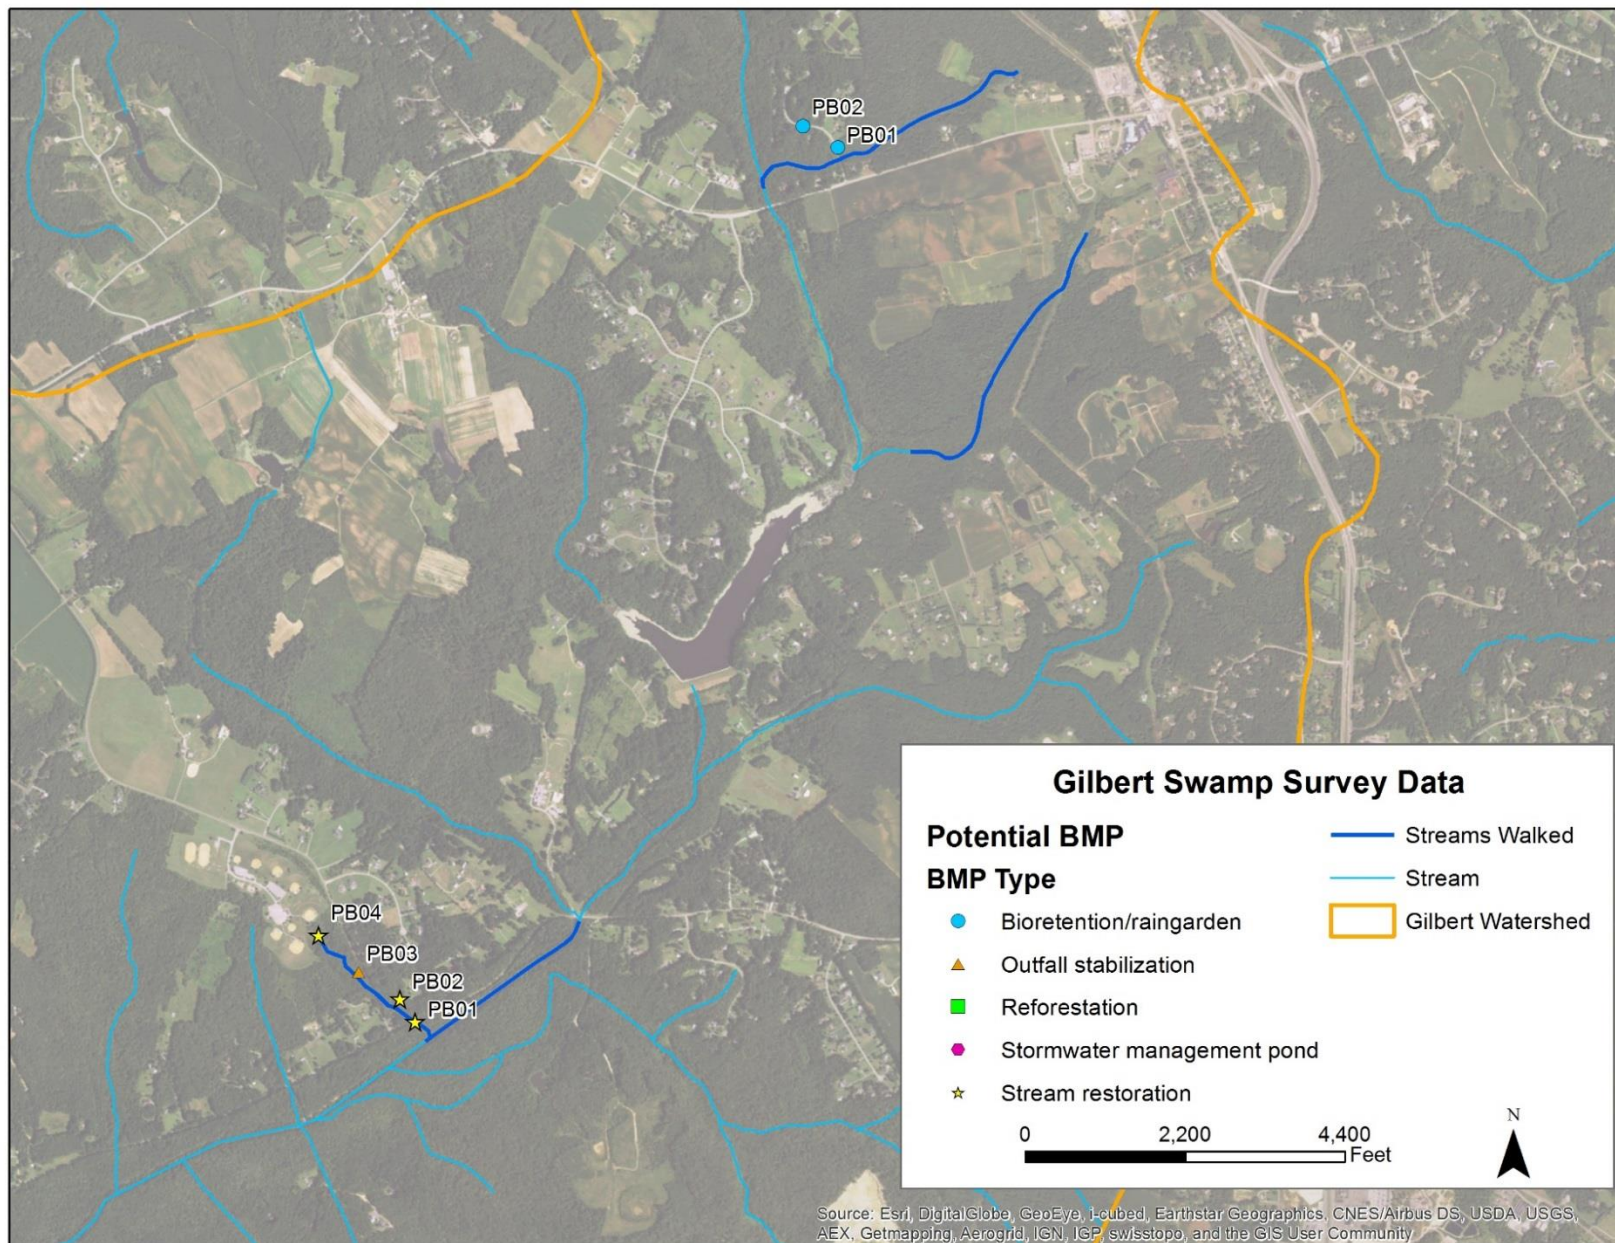 PB02
PB01
PB04
PB03
PB02
PB01
Gilbert Swamp Survey Data
Potential BMP
BMP Type
Bioretention/raingarden
Outfall stabilization
Reforestation
Stormwater management pond
Stream restoration
Streams Walked
Stream
Gilbert Watershed
0 2,200 4,400
Feet
N
Source: Esri, DigitalGlobe, GeoEye, i-cubed, Earthstar Geographics, CNES/Airbus DS, USDA, USGS,
AEX, Getmapping, Aerogrid, IGN, IGP, swisstopo, and the GIS User Community